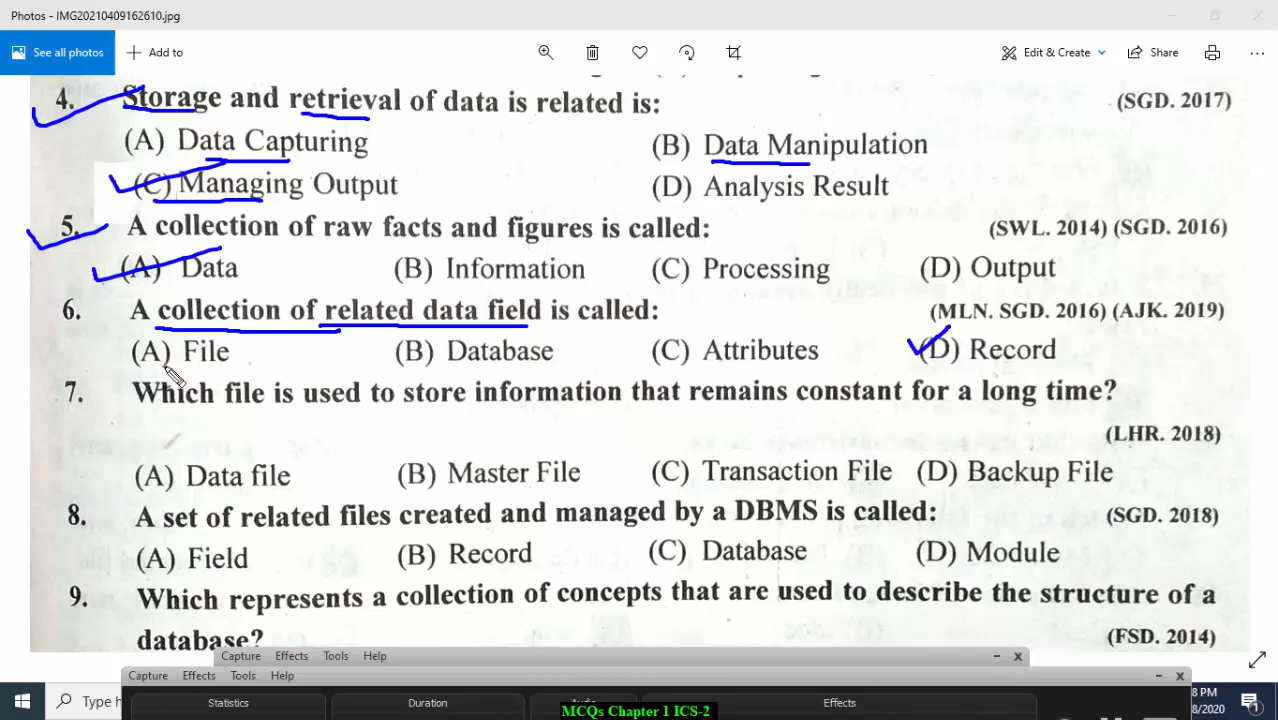 Photos - IMG20210409162610.jpg
See all photos
Add to
Edit & Create
Share
4. Storage and retrieval of data is related is: (SGD. 2017)
(A) Data Capturing (B) Data Manipulation
(C) Managing Output (D) Analysis Result
5. A collection of raw facts and figures is called: (SWL. 2014) (SGD. 2016)
(A) Data (B) Information (C) Processing (D) Output
6. A collection of related data field is called: (MLN. SGD. 2016) (AJK. 2019)
(A) File (B) Database (C) Attributes (D) Record
7. Which file is used to store information that remains constant for a long time?
(LHR. 2018)
(A) Data file (B) Master File (C) Transaction File (D) Backup File
8. A set of related files created and managed by a DBMS is called: (SGD. 2018)
(A) Field (B) Record (C) Database (D) Module
9. Which represents a collection of concepts that are used to describe the structure of a
database? (FSD. 2014)
Capture Effects Tools Help
Capture Effects Tools Help
Statistics Duration Audio Effects
Type h
8 PM
8/2020
1
MCQs Chapter 1 ICS-2